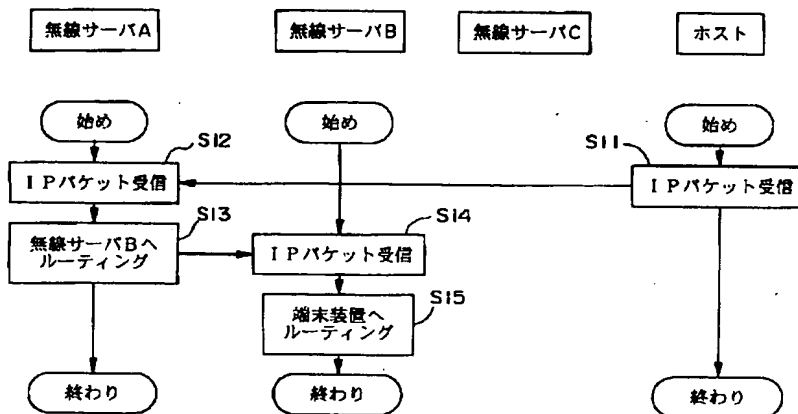 無線サーバA
無線サーバB
無線サーバC
ホスト
始め
始め
始め
S12
S11
IPパケット受信
IPパケット受信
S13
S14
無線サーバBへ
ルーティング
IPパケット受信
S15
端末装置へ
ルーティング
終わり
終わり
終わり